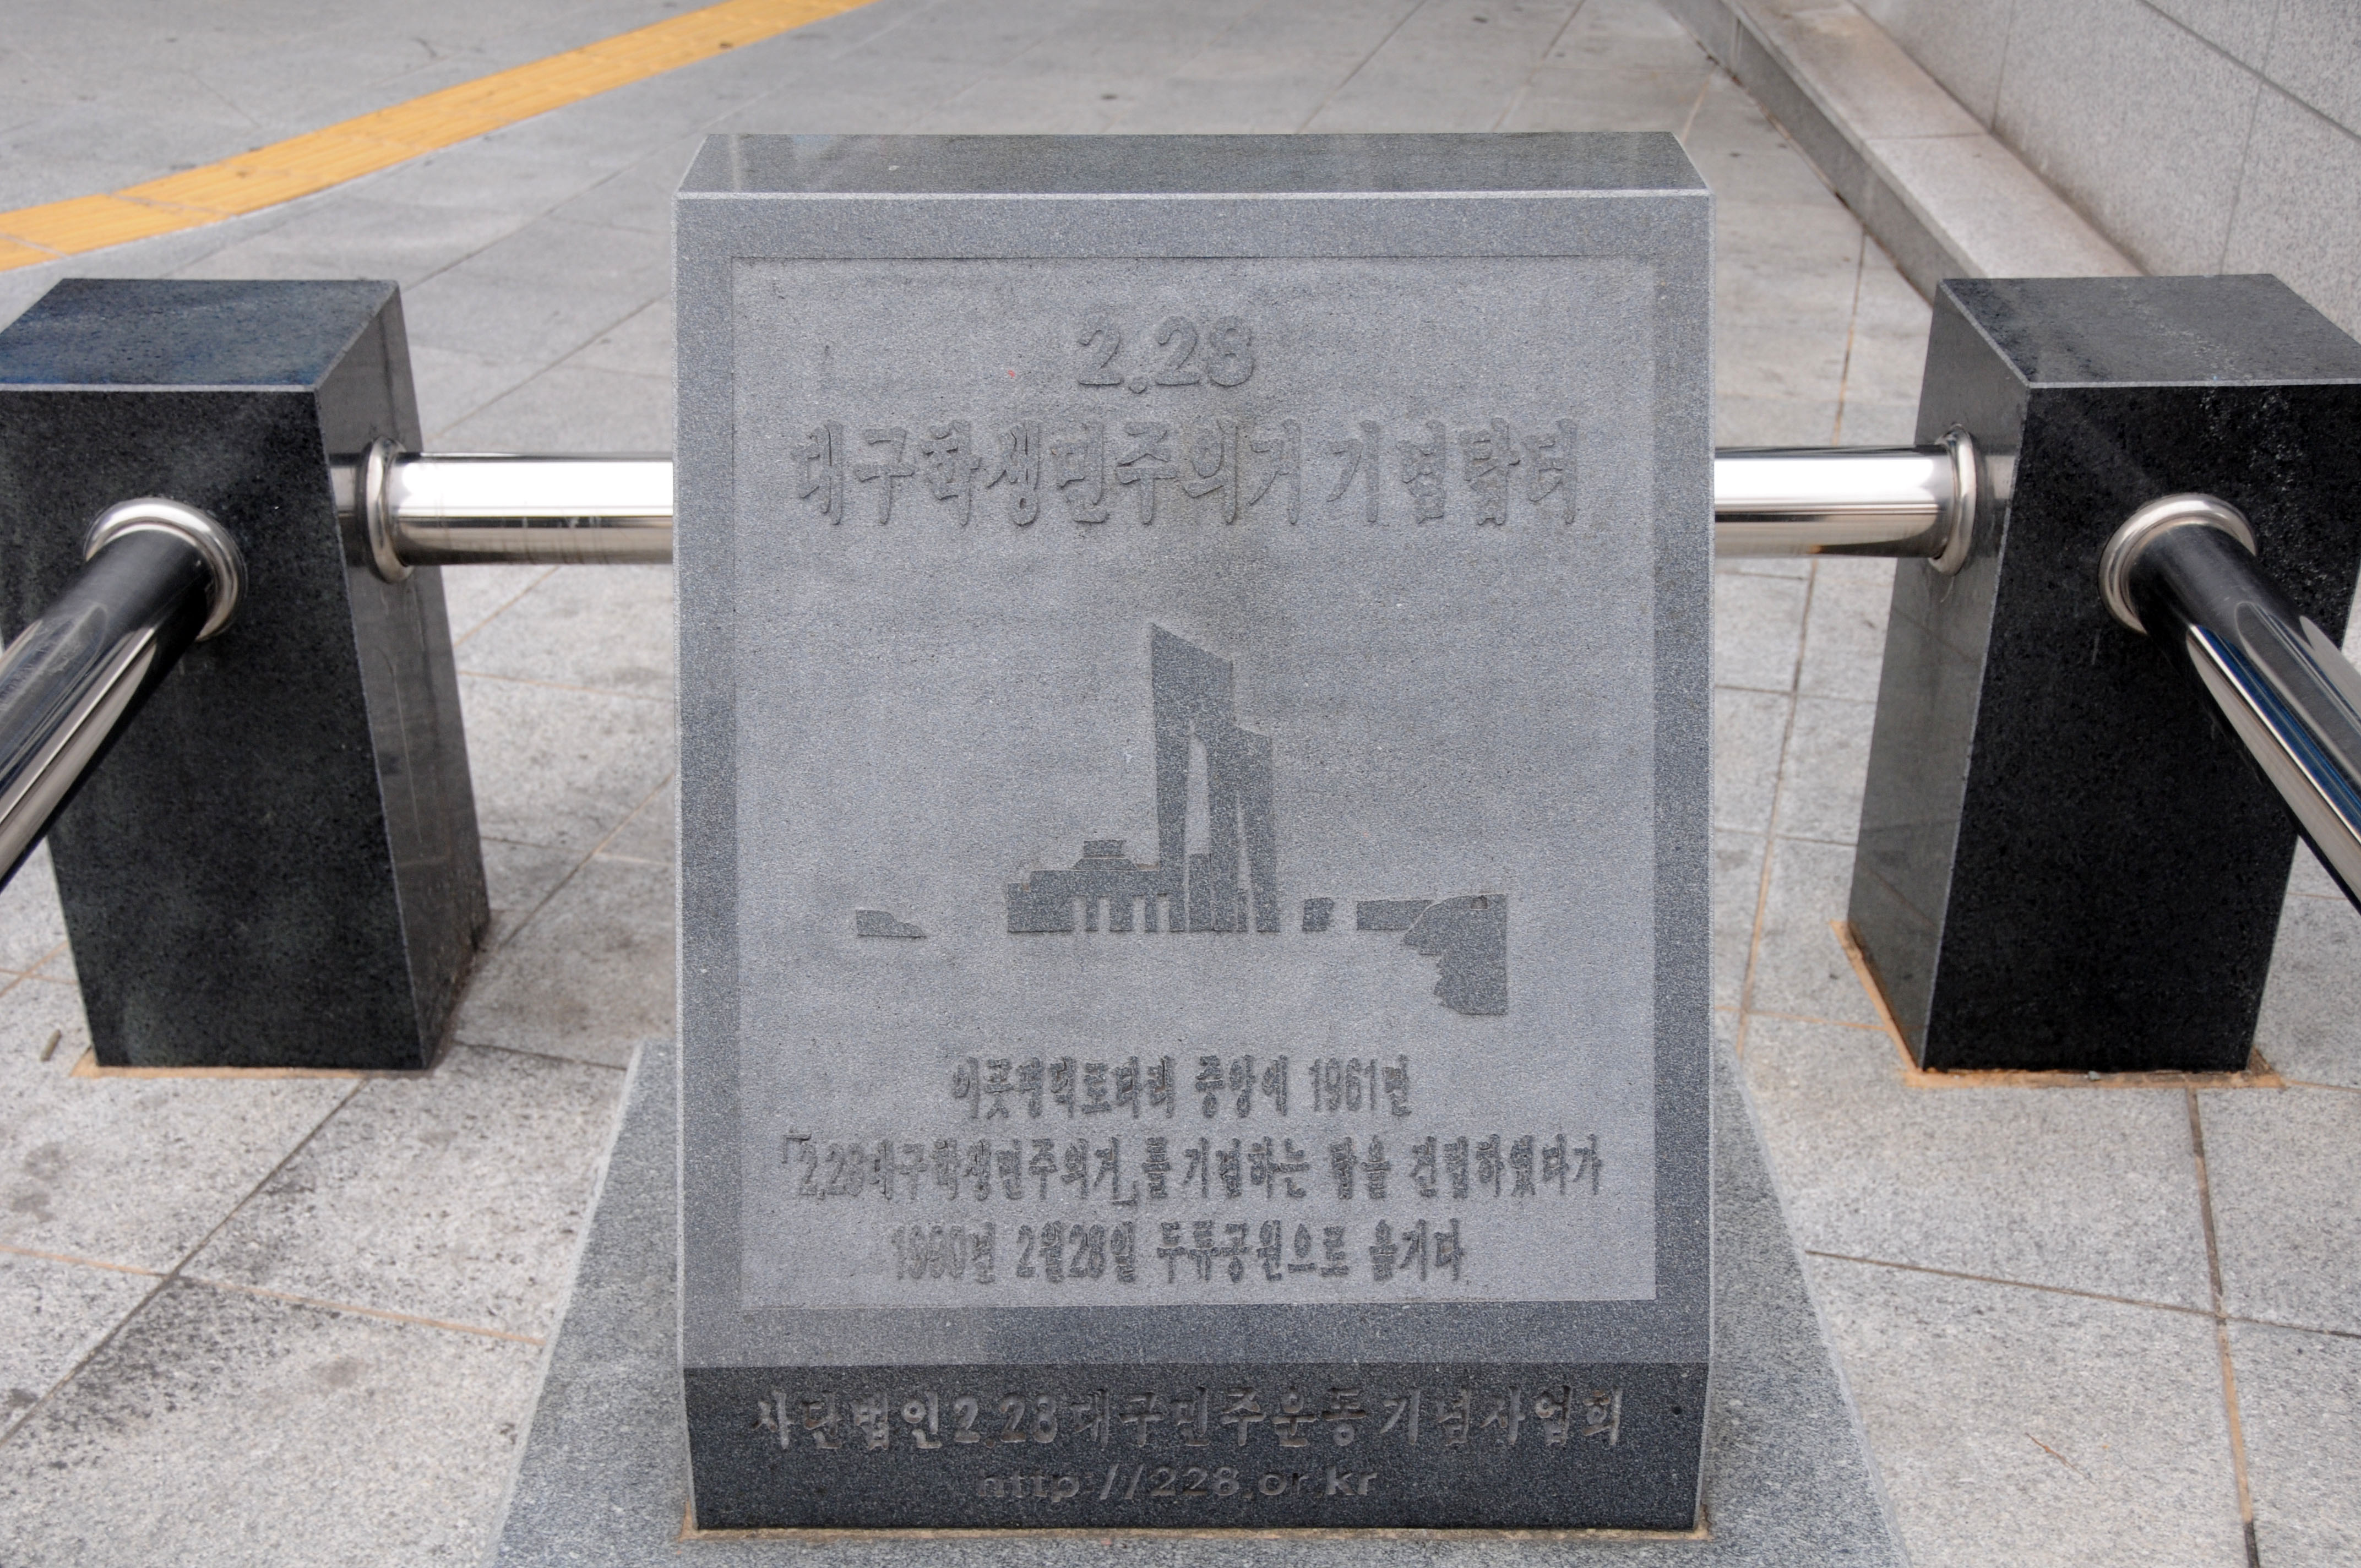 2.28
대구학생민주의거 기념탑터
이곳명덕로타리 중앙에 1961년
「2.28대구학생민주의거」를 기념하는 탑을 건립하였다가
1990년 2월28일 두류공원으로 옮기다
사단법인2.28대구민주운동기념사업회
http://228.or.kr